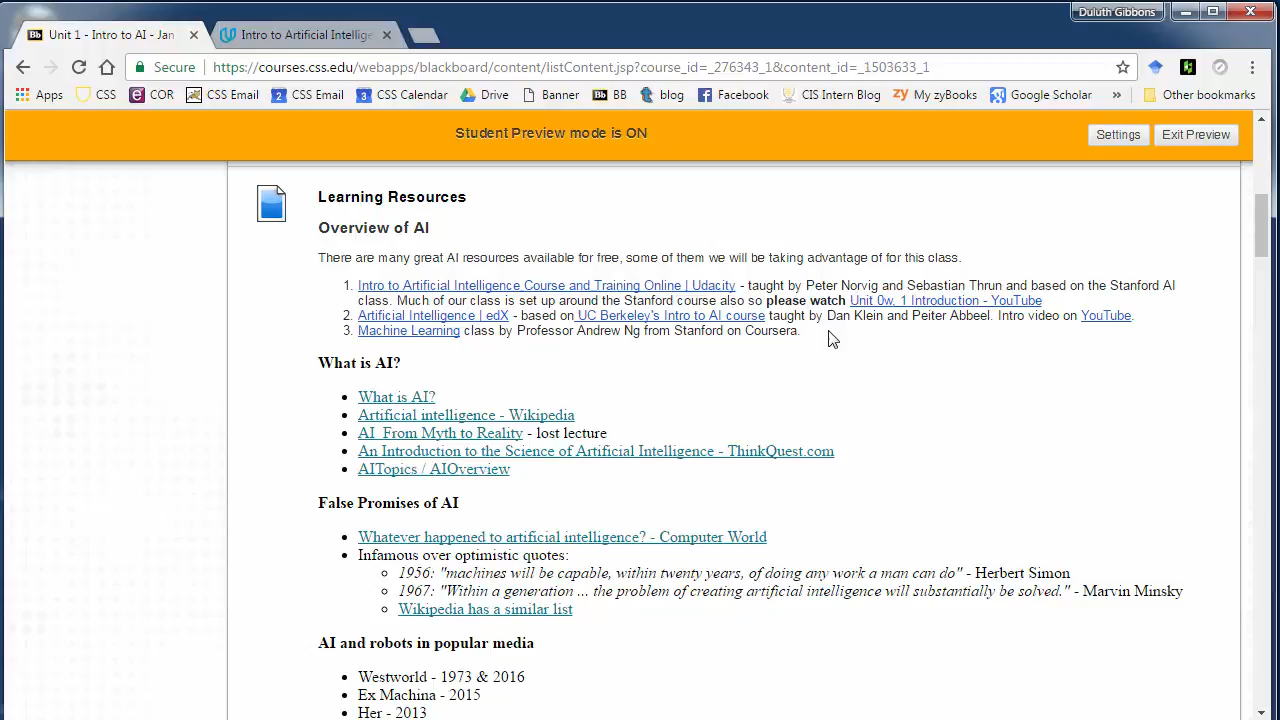 Duluth Gibbons
Unit 1 - Intro to AI - Jan
Intro to Artificial Intellige
Secure
https://courses.css.edu/webapps/blackboard/content/listContent.jsp?course_id=_27633_1&content_id=_1503633_1
Apps CSS COR CSS Email CSS Email CSS Calendar Drive Banner BB blog Facebook CIS Intern Blog My zyBooks Google Scholar » Other bookmarks
Student Preview mode is ON
Settings
Exit Preview
Learning Resources
Overview of AI
There are many great AI resources available for free, some of them we will be taking advantage of for this class.
1. Intro to Artificial Intelligence Course and Training Online | Udacity - taught by Peter Norvig and Sebastian Thrun and based on the Stanford AI
class. Much of our class is set up around the Stanford course also so please watch Unit 0w. 1 Introduction - YouTube
2. Artificial Intelligence | edX - based on UC Berkeley's Intro to AI course taught by Dan Klein and Peiter Abbeel. Intro video on YouTube.
3. Machine Learning class by Professor Andrew Ng from Stanford on Coursera.
What is AI?
• What is AI?
• Artificial intelligence - Wikipedia
• AI From Myth to Reality - lost lecture
• An Introduction to the Science of Artificial Intelligence - ThinkQuest.com
• AITopics / AIOverview
False Promises of AI
• Whatever happened to artificial intelligence? - Computer World
• Infamous over optimistic quotes:
○ 1956: "machines will be capable, within twenty years, of doing any work a man can do" - Herbert Simon
○ 1967: "Within a generation ... the problem of creating artificial intelligence will substantially be solved." - Marvin Minsky
○ Wikipedia has a similar list
AI and robots in popular media
• Westworld - 1973 & 2016
• Ex Machina - 2015
• Her - 2013